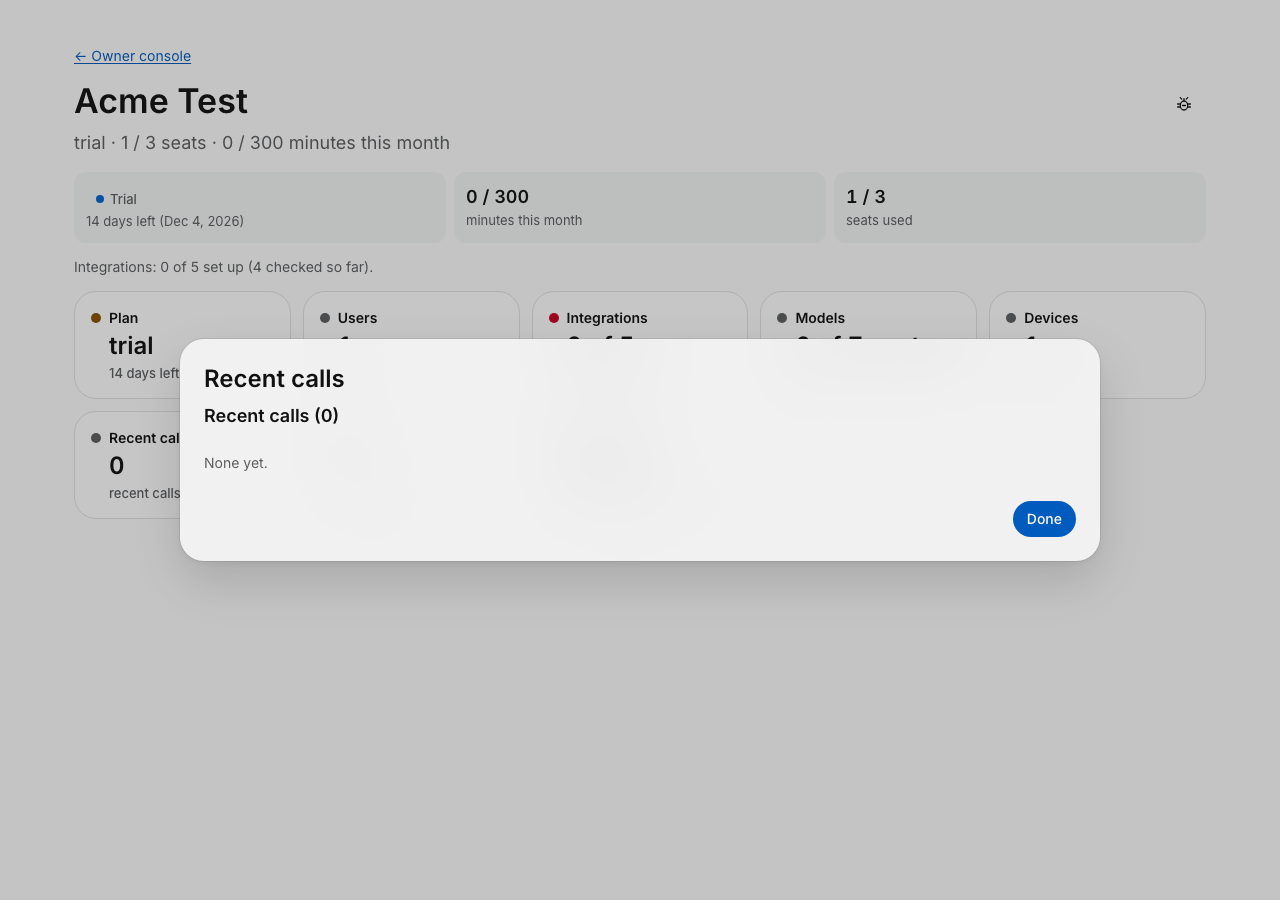 ← Owner console
Acme Test
trial · 1 / 3 seats · 0 / 300 minutes this month
Trial
14 days left (Dec 4, 2026)
0 / 300
minutes this month
1 / 3
seats used
Integrations: 0 of 5 set up (4 checked so far).
Plan
trial
14 days left
Users
Integrations
Models
Devices
Recent cal
0
recent calls
Recent calls
Recent calls (0)
None yet.
Done